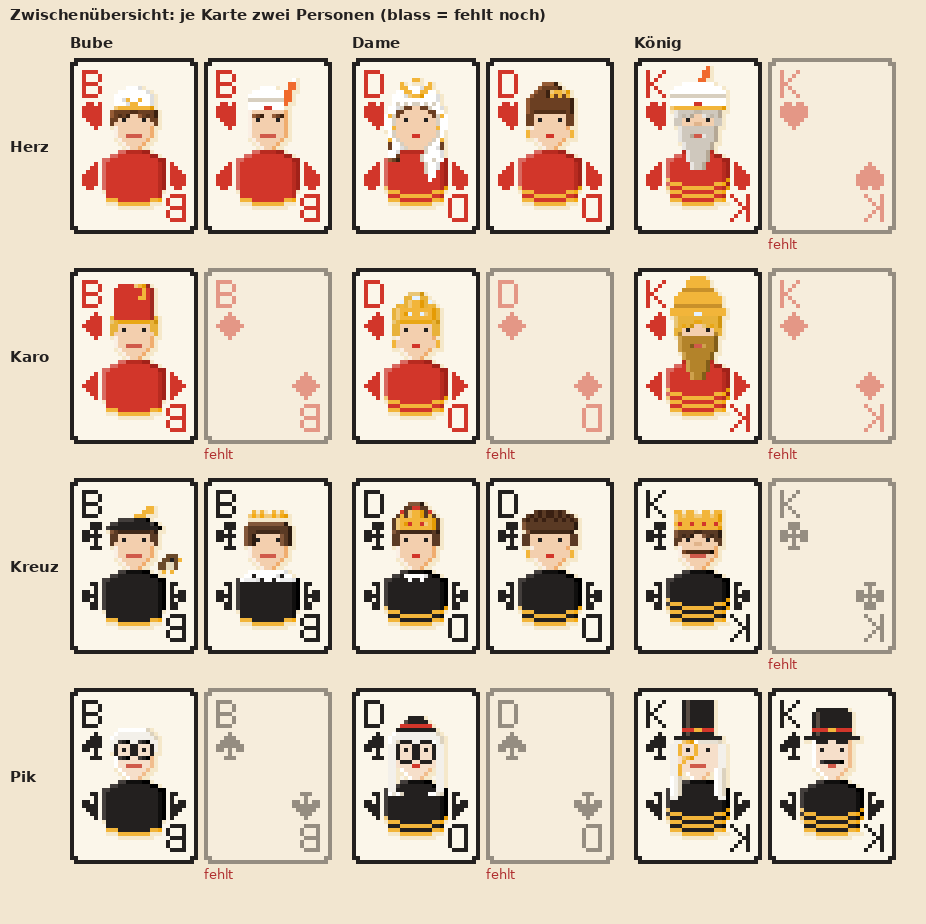 Zwischenübersicht: je Karte zwei Personen (blass = fehlt noch)
Bube Dame König
B B D D K K
Herz
B B D D K K
fehlt
B B D D K K
Karo
B B D D K K
fehlt fehlt fehlt
B B D D K K
Kreuz
B B D D K K
fehlt
B B D D K K
Pik
B B D D K K
fehlt fehlt